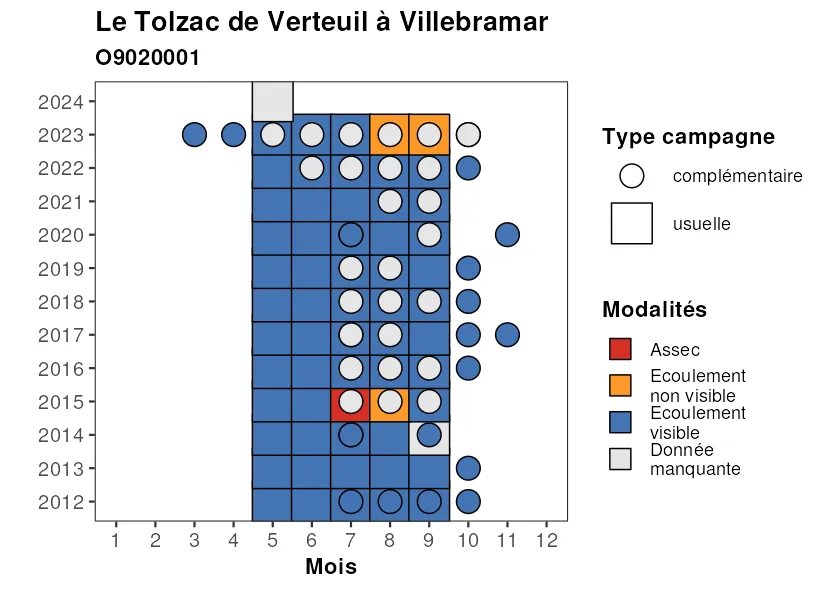 Le Tolzac de Verteuil à Villebramar
O9020001
2024
2023
2022
2021
2020
2019
2018
2017
2016
2015
2014
2013
2012
1 2 3 4 5 6 7 8 9 10 11 12
Mois
Type campagne
complémentaire
usuelle
Modalités
Assec
Ecoulement
non visible
Ecoulement
visible
Donnée
manquante